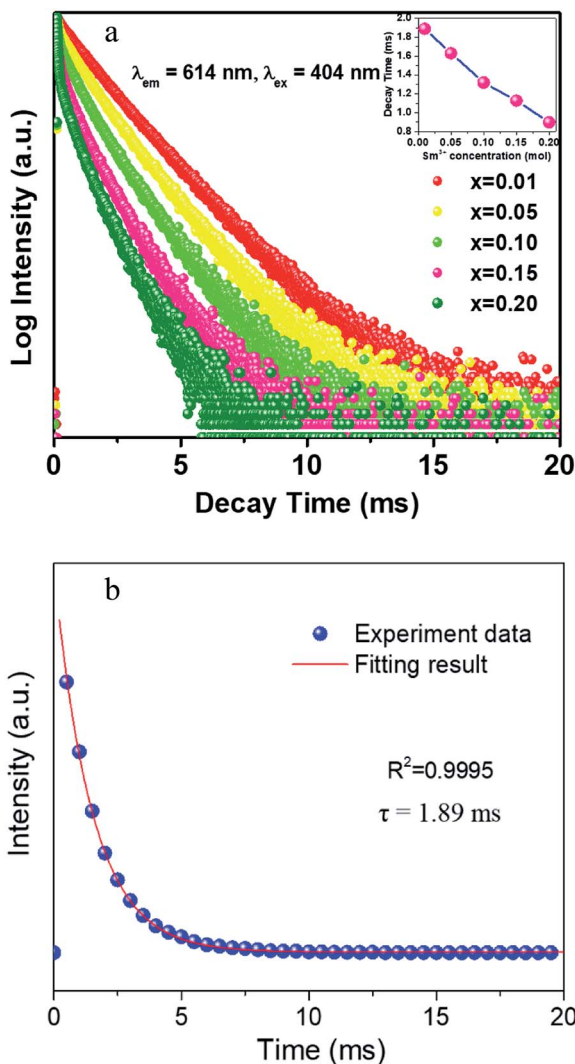 a
λem = 614 nm, λex = 404 nm
Decay Time (ms)
2.0
1.8
1.6
1.4
1.2
1.0
0.8
0.00 0.05 0.10 0.15 0.20
Sm³⁺ concentration (mol)
x=0.01
x=0.05
x=0.10
x=0.15
x=0.20
Log Intensity (a.u.)
0 5 10 15 20
Decay Time (ms)
b
Experiment data
Fitting result
R²=0.9995
τ = 1.89 ms
Intensity (a.u.)
0 5 10 15 20
Time (ms)